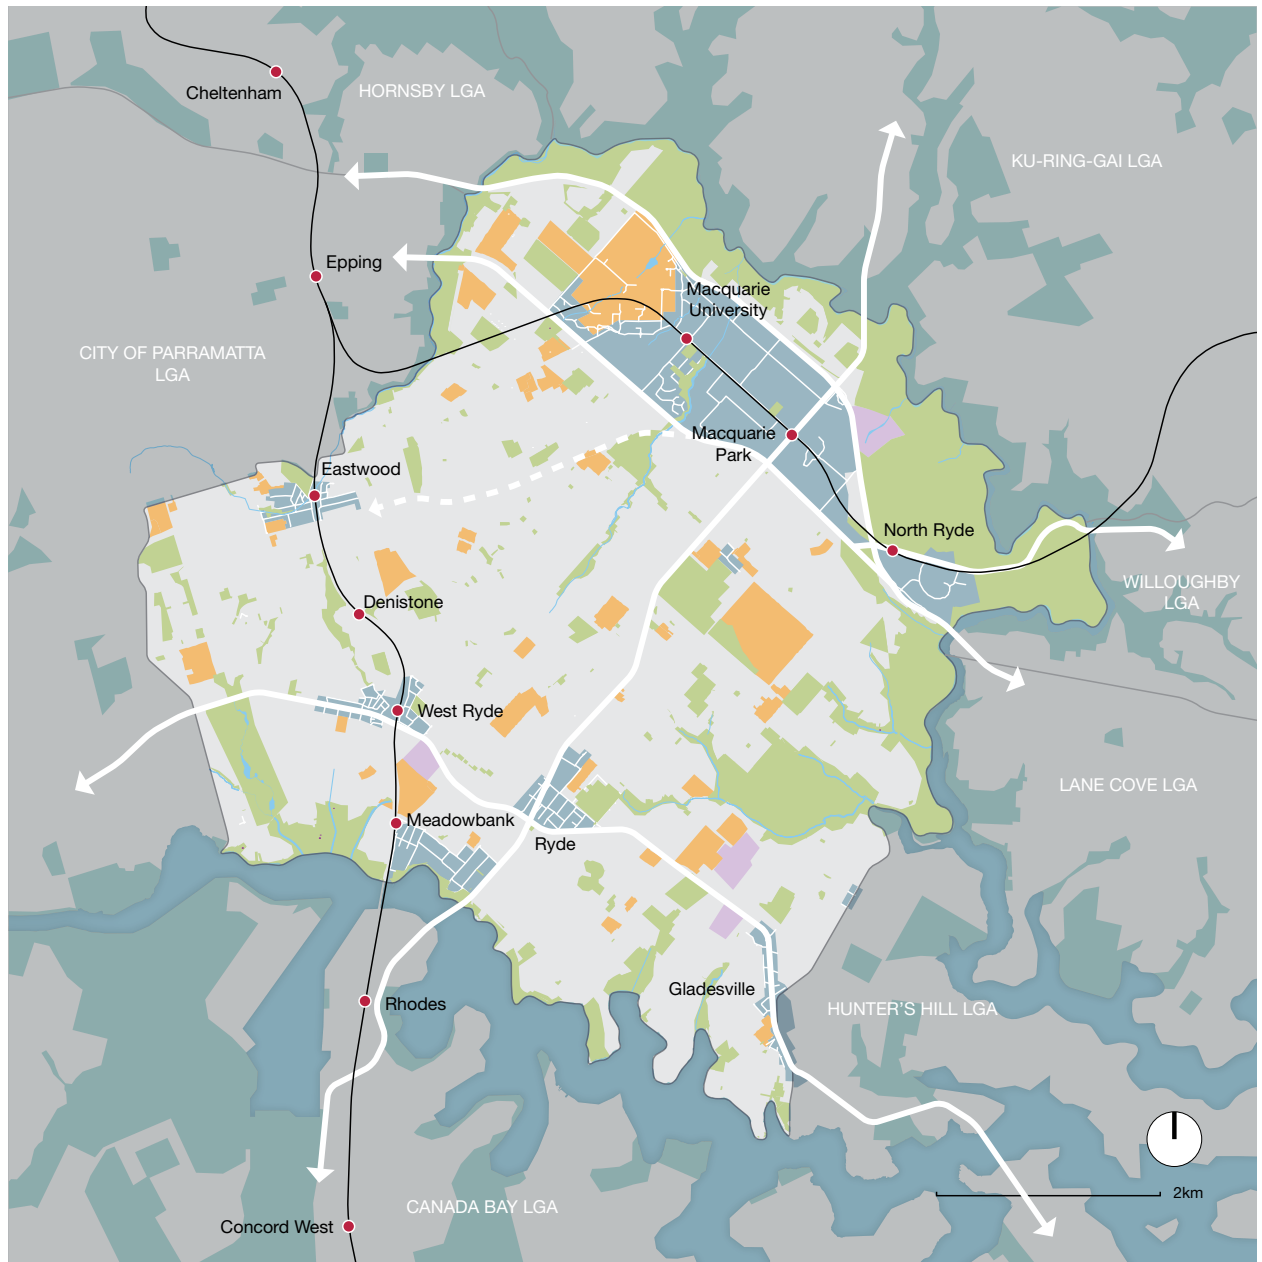 Cheltenham
HORNSBY LGA
KU-RING-GAI LGA
Epping
Macquarie
University
CITY OF PARRAMATTA
LGA
Macquarie
Park
Eastwood
North Ryde
WILLOUGHBY
LGA
Denistone
West Ryde
LANE COVE LGA
Meadowbank
Ryde
Gladesville
Rhodes
HUNTER'S HILL LGA
2km
CANADA BAY LGA
Concord West